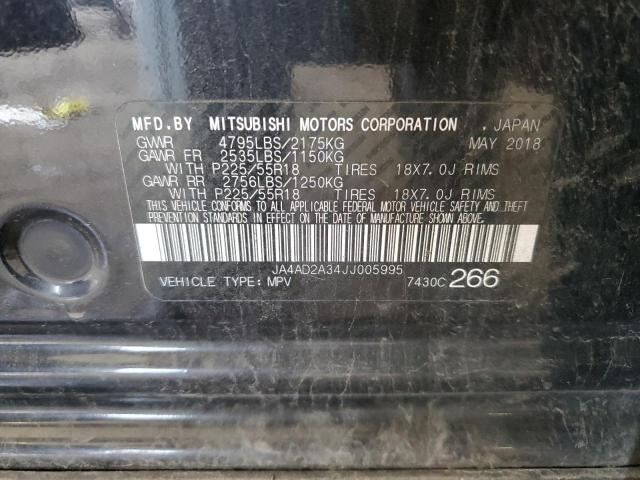 MFD.BY MITSUBISHI MOTORS CORPORATION . JAPAN
GVWR 4795LBS/2175KG MAY 2018
GAWR FR 2535LBS/1150KG
WITH P225/55R18 TIRES 18X7.0J RIMS
GAWR RR 2756LBS/1250KG
WITH P225/55R18 TIRES 18X7.0J RIMS
THIS VEHICLE CONFORMS TO ALL APPLICABLE FEDERAL MOTOR VEHICLE SAFETY AND THEFT
PREVENTION STANDARDS IN EFFECT ON THE DATE OF MANUFACTURE SHOWN ABOVE.
JA4AD2A34JJ005995
VEHICLE TYPE: MPV 7430C 266